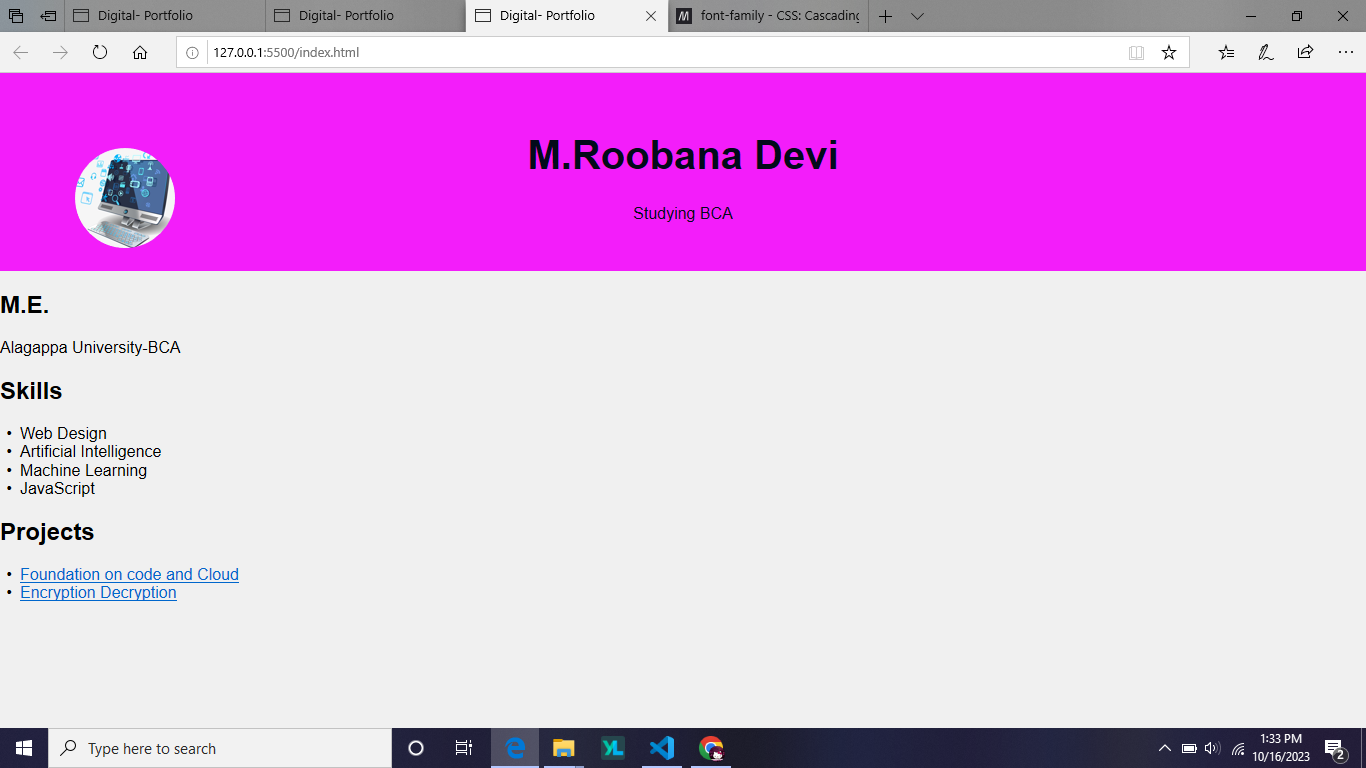 Digital- Portfolio
Digital- Portfolio
Digital- Portfolio
font-family - CSS: Cascading
127.0.0.1:5500/index.html
M.Roobana Devi
Studying BCA
M.E.
Alagappa University-BCA
Skills
• Web Design
• Artificial Intelligence
• Machine Learning
• JavaScript
Projects
• Foundation on code and Cloud
• Encryption Decryption
Type here to search
YL
1:33 PM
10/16/2023
2